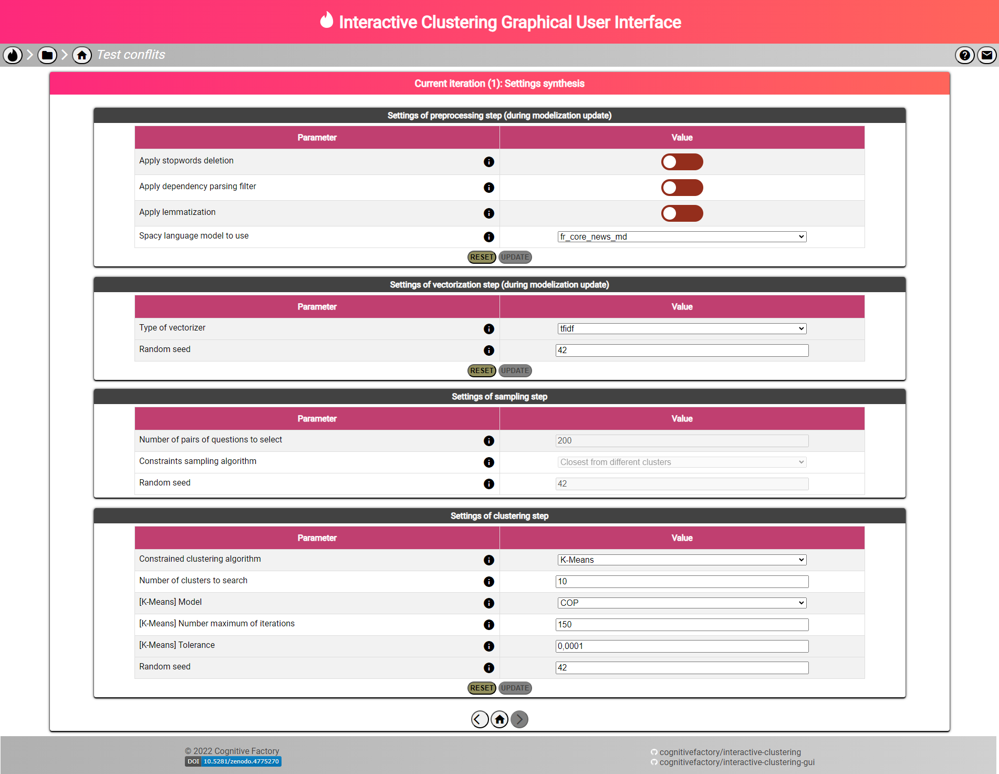 Interactive Clustering Graphical User Interface
Test conflits
Current iteration (1): Settings synthesis
Settings of preprocessing step (during modelization update)
Parameter Value
Apply stopwords deletion
Apply dependency parsing filter
Apply lemmatization
Spacy language model to use fr_core_news_md
RESET UPDATE
Settings of vectorization step (during modelization update)
Parameter Value
Type of vectorizer tfidf
Random seed 42
RESET UPDATE
Settings of sampling step
Parameter Value
Number of pairs of questions to select 200
Constraints sampling algorithm Closest from different clusters
Random seed 42
Settings of clustering step
Parameter Value
Constrained clustering algorithm K-Means
Number of clusters to search 10
[K-Means] Model COP
[K-Means] Number maximum of iterations 150
[K-Means] Tolerance 0,0001
Random seed 42
RESET UPDATE
© 2022 Cognitive Factory
DOI 10.5281/zenodo.4775270
cognitivefactory/interactive-clustering
cognitivefactory/interactive-clustering-gui